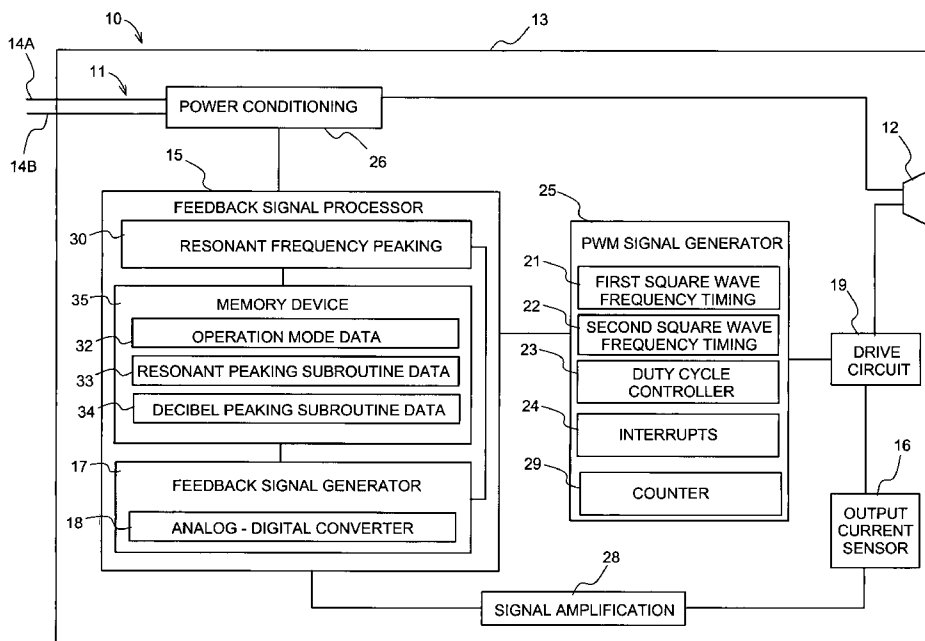 10
13
14A
11
POWER CONDITIONING
14B
26
12
15
25
FEEDBACK SIGNAL PROCESSOR
30
RESONANT FREQUENCY PEAKING
PWM SIGNAL GENERATOR
21
FIRST SQUARE WAVE
FREQUENCY TIMING
35
MEMORY DEVICE
22
SECOND SQUARE WAVE
FREQUENCY TIMING
19
32
OPERATION MODE DATA
23
DUTY CYCLE
CONTROLLER
DRIVE
CIRCUIT
33
RESONANT PEAKING SUBROUTINE DATA
34
DECIBEL PEAKING SUBROUTINE DATA
24
INTERRUPTS
17
FEEDBACK SIGNAL GENERATOR
29
COUNTER
16
18
ANALOG - DIGITAL CONVERTER
OUTPUT
CURRENT
SENSOR
28
SIGNAL AMPLIFICATION